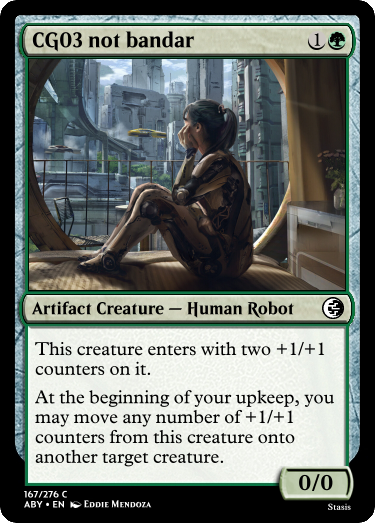 CG03 not bandar
1
Artifact Creature — Human Robot
This creature enters with two +1/+1
counters on it.
At the beginning of your upkeep, you
may move any number of +1/+1
counters from this creature onto
another target creature.
0/0
167/276 C
ABY • EN Eddie Mendoza
Stasis